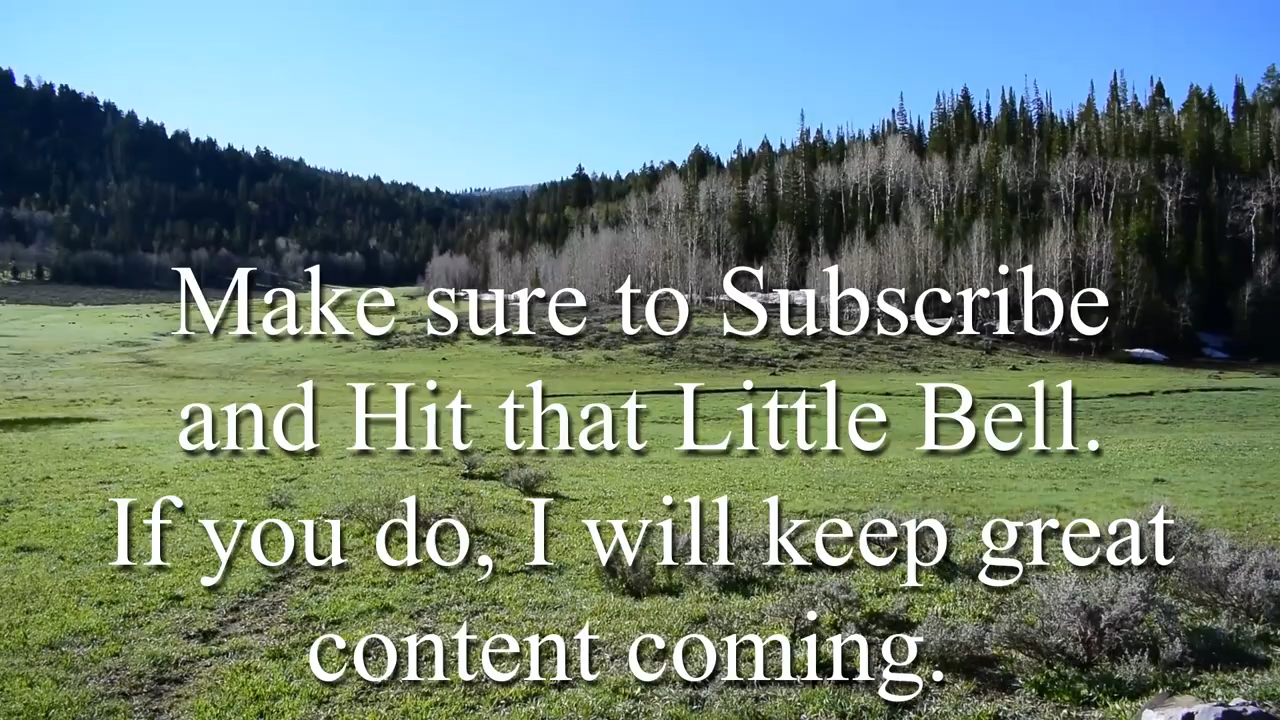 Make sure to Subscribe
and Hit that Little Bell.
If you do, I will keep great
content coming.